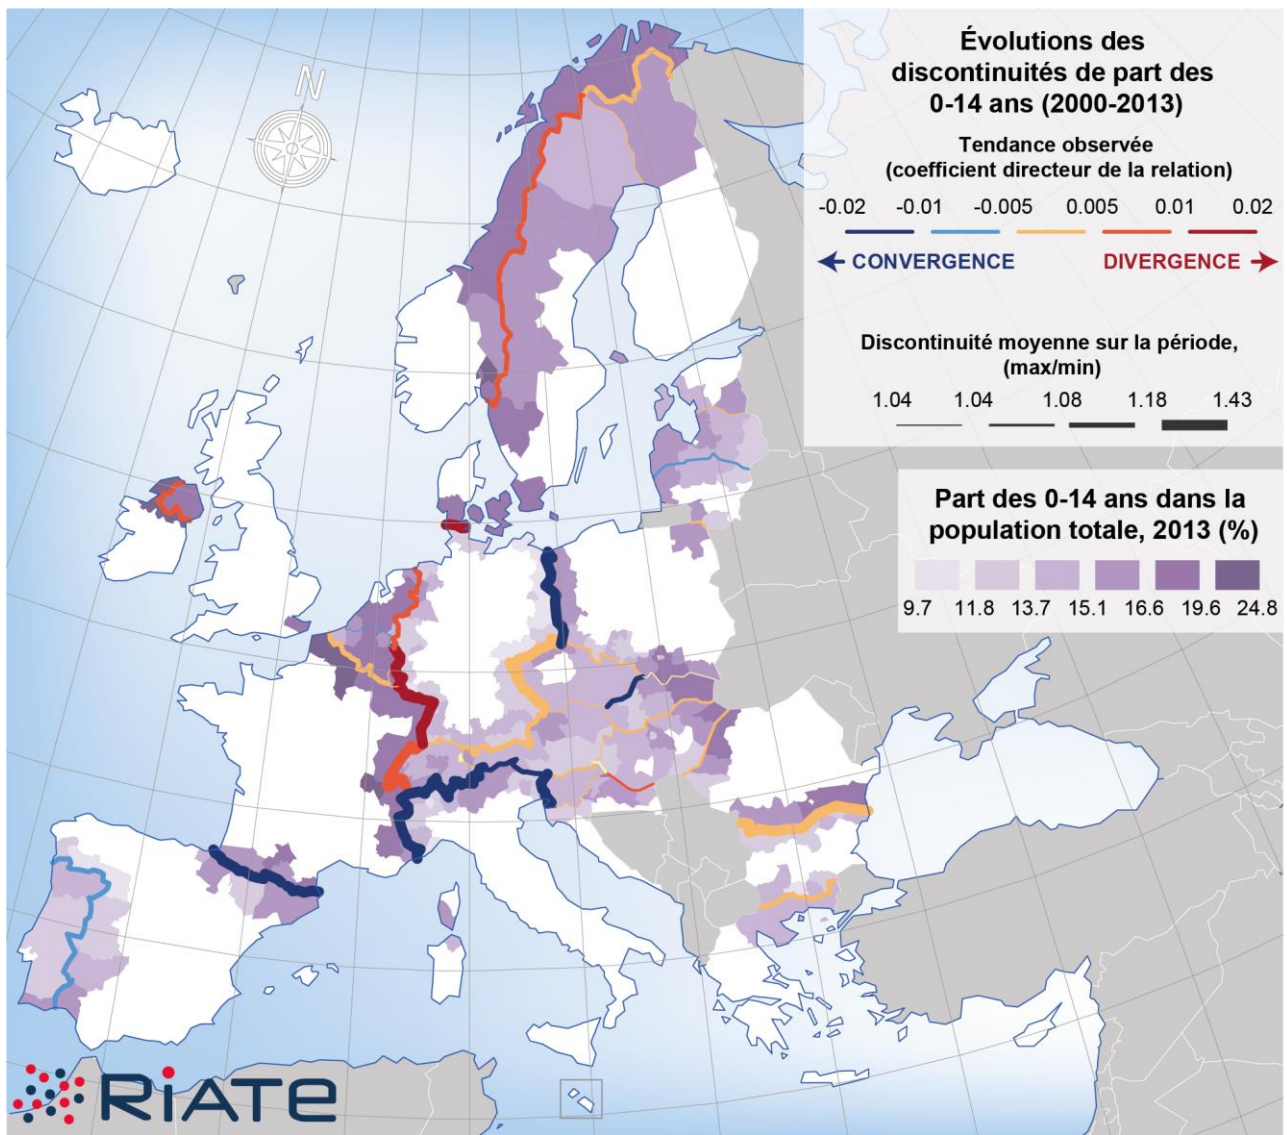 N
Évolutions des
discontinuités de part des
0-14 ans (2000-2013)
Tendance observée
(coefficient directeur de la relation)
-0.02 -0.01 -0.005 0.005 0.01 0.02
CONVERGENCE DIVERGENCE
Discontinuité moyenne sur la période,
(max/min)
1.04 1.04 1.08 1.18 1.43
Part des 0-14 ans dans la
population totale, 2013 (%)
9.7 11.8 13.7 15.1 16.6 19.6 24.8
RiATe